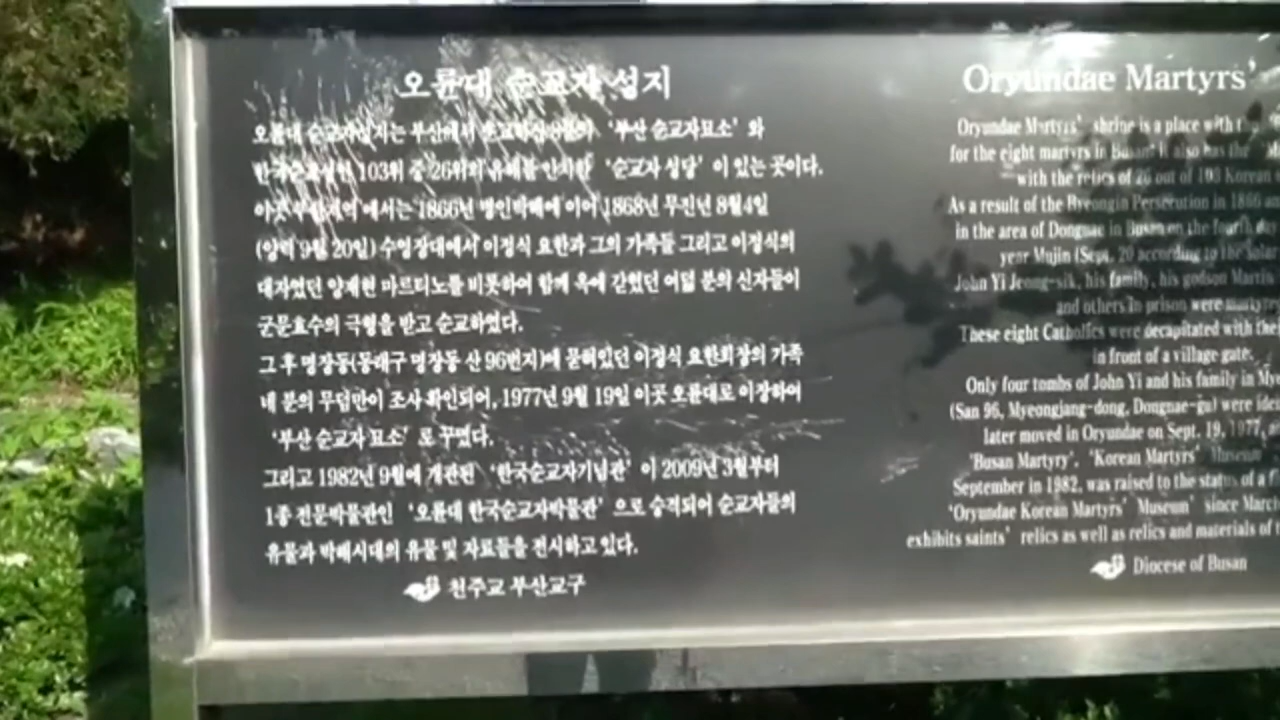 오륜대 순교자 성지
오륜대 순교자성지는 부산에서 순교하신 8분의 '부산 순교자묘소' 와
한국순교성인 103위 중 26위의 유해를 안치한 '순교자 성당' 이 있는 곳이다.
이곳 부산지역 에서는 1866년 병인박해에 이어 1868년 무진년 8월4일
(양력 9월 20일) 수영장대에서 이정식 요한과 그의 가족들 그리고 이정식의
대자였던 양재현 마르티노를 비롯하여 함께 옥에 갇혔던 여덟 분의 신자들이
군문효수의 극형을 받고 순교하였다.
그 후 명장동(동래구 명장동 산 96번지)에 묻혀있던 이정식 요한회장의 가족
네 분의 무덤만이 조사 확인되어, 1977년 9월 19일 이곳 오륜대로 이장하여
'부산 순교자 묘소' 로 꾸몄다.
그리고 1982년 9월에 개관된 '한국순교자기념관' 이 2009년 3월부터
1종 전문박물관인 '오륜대 한국순교자박물관' 으로 승격되어 순교자들의
유물과 박해시대의 유물 및 자료들을 전시하고 있다.
천주교 부산교구
Oryundae Martyrs'
Oryundae Martyrs' shrine is a place with
for the eight martyrs in Busan. It also has the
with the relics of 26 out of 103 Korean
As a result of the Byeongin Persecution in 1866 and
in the area of Dongnae in Busan on the fourth day
year Mujin (Sept. 20 according to the Solar
John Yi Jeong-sik, his family, his godson Martin
and others in prison were martyre
These eight Catholics were decapitated with the
in front of a village gate.
Only four tombs of John Yi and his family in Mye
(San 96, Myeongjang-dong, Dongnae-gu) were ide
later moved in Oryundae on Sept. 19, 1977, a
'Busan Martyry'. 'Korean Martyrs' Museum'
September in 1982, was raised to the status of a f
'Oryundae Korean Martyrs' Museum' since March
exhibits saints' relics as well as relics and materials of
Diocese of Busan